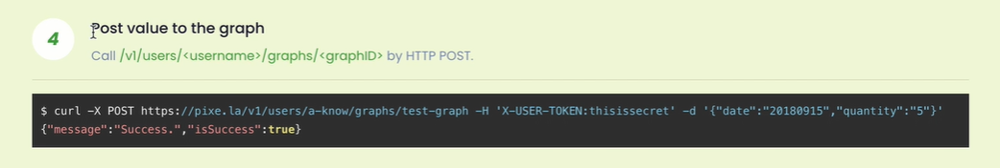 4
Post value to the graph
Call /v1/users/<username>/graphs/<graphID> by HTTP POST.
$ curl -X POST https://pixe.la/v1/users/a-know/graphs/test-graph -H 'X-USER-TOKEN:thisissecret' -d '{"date":"20180915","quantity":"5"}'
{"message":"Success.","isSuccess":true}